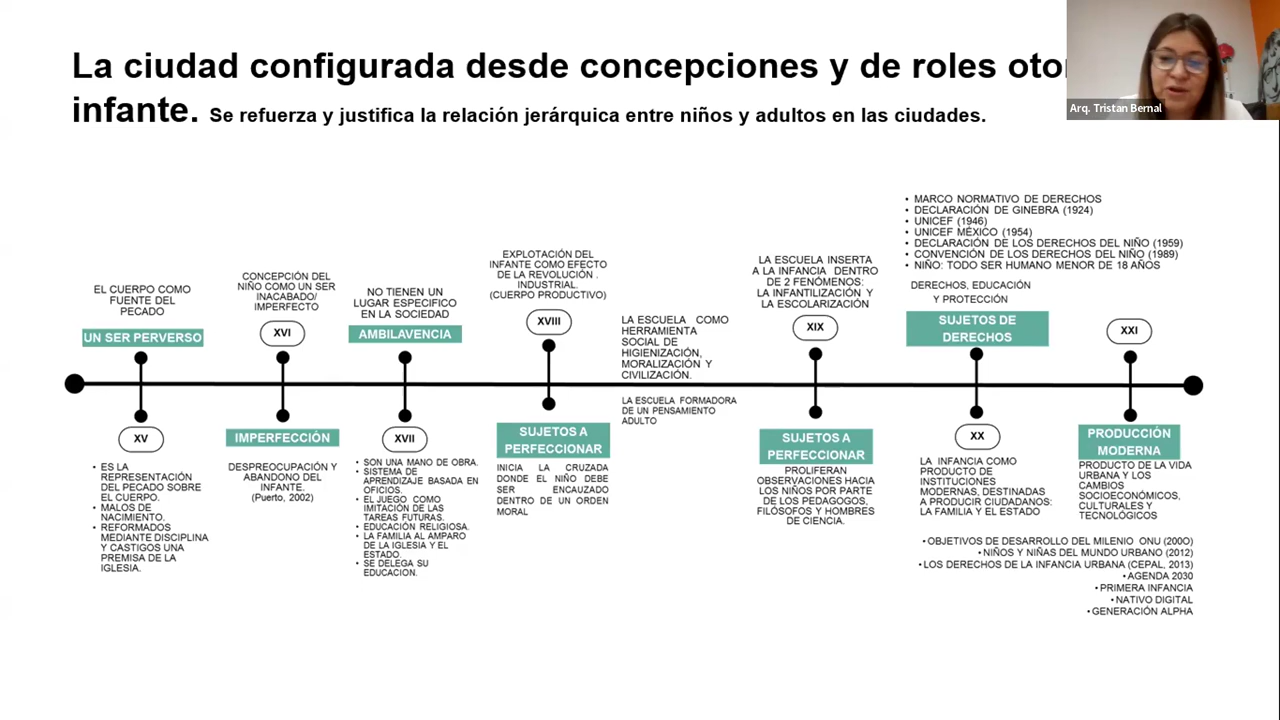 La ciudad configurada desde concepciones y de roles
infante. Se refuerza y justifica la relación jerárquica entre niños y adultos en las ciudades.
Arq. Tristan Bernal
EL CUERPO COMO
FUENTE DEL
PECADO
UN SER PERVERSO
XV
• ES LA
REPRESENTACIÓN
DEL PECADO SOBRE
EL CUERPO.
• MALOS DE
NACIMIENTO.
• REFORMADOS
MEDIANTE DISCIPLINA
Y CASTIGOS UNA
PREMISA DE LA
IGLESIA.
CONCEPCIÓN DEL
NIÑO COMO UN SER
INACABADO/
IMPERFECTO
XVI
IMPERFECCIÓN
DESPREOCUPACIÓN Y
ABANDONO DEL
INFANTE.
(Puerto, 2002)
NO TIENEN UN
LUGAR ESPECIFICO
EN LA SOCIEDAD
AMBILAVENCIA
XVII
• SON UNA MANO DE OBRA.
• SISTEMA DE
APRENDIZAJE BASADA EN
OFICIOS.
• EL JUEGO COMO
IMITACIÓN DE LAS
TAREAS FUTURAS.
• EDUCACIÓN RELIGIOSA.
• LA FAMILIA AL AMPARO
DE LA IGLESIA Y EL
ESTADO.
• SE DELEGA SU
EDUCACION.
EXPLOTACIÓN DEL
INFANTE COMO EFECTO
DE LA REVOLUCIÓN .
INDUSTRIAL.
(CUERPO PRODUCTIVO)
XVIII
SUJETOS A
PERFECCIONAR
INICIA LA CRUZADA
DONDE EL NIÑO DEBE
SER ENCAUZADO
DENTRO DE UN ORDEN
MORAL
LA ESCUELA COMO
HERRAMIENTA
SOCIAL DE
HIGIENIZACIÓN,
MORALIZACIÓN Y
CIVILIZACIÓN.
LA ESCUELA FORMADORA
DE UN PENSAMIENTO
ADULTO
LA ESCUELA INSERTA
A LA INFANCIA DENTRO
DE 2 FENÓMENOS:
LA INFANTILIZACIÓN Y
LA ESCOLARIZACIÓN
XIX
SUJETOS A
PERFECCIONAR
PROLIFERAN
OBSERVACIONES HACIA
LOS NIÑOS POR PARTE
DE LOS PEDAGOGOS,
FILÓSOFOS Y HOMBRES
DE CIENCIA.
• MARCO NORMATIVO DE DERECHOS
• DECLARACIÓN DE GINEBRA (1924)
• UNICEF (1946)
• UNICEF MÉXICO (1954)
• DECLARACIÓN DE LOS DERECHOS DEL NIÑO (1959)
• CONVENCIÓN DE LOS DERECHOS DEL NIÑO (1989)
• NIÑO: TODO SER HUMANO MENOR DE 18 AÑOS
DERECHOS, EDUCACIÓN
Y PROTECCIÓN
SUJETOS DE
DERECHOS
XX
LA INFANCIA COMO
PRODUCTO DE
INSTITUCIONES
MODERNAS, DESTINADAS
A PRODUCIR CIUDADANOS:
LA FAMILIA Y EL ESTADO
XXI
PRODUCCIÓN
MODERNA
PRODUCTO DE LA VIDA
URBANA Y LOS
CAMBIOS
SOCIOECONÓMICOS,
CULTURALES Y
TECNOLÓGICOS
• OBJETIVOS DE DESARROLLO DEL MILENIO ONU (200O)
• NIÑOS Y NIÑAS DEL MUNDO URBANO (2012)
• LOS DERECHOS DE LA INFANCIA URBANA (CEPAL, 2013)
• AGENDA 2030
• PRIMERA INFANCIA
• NATIVO DIGITAL
• GENERACIÓN ALPHA